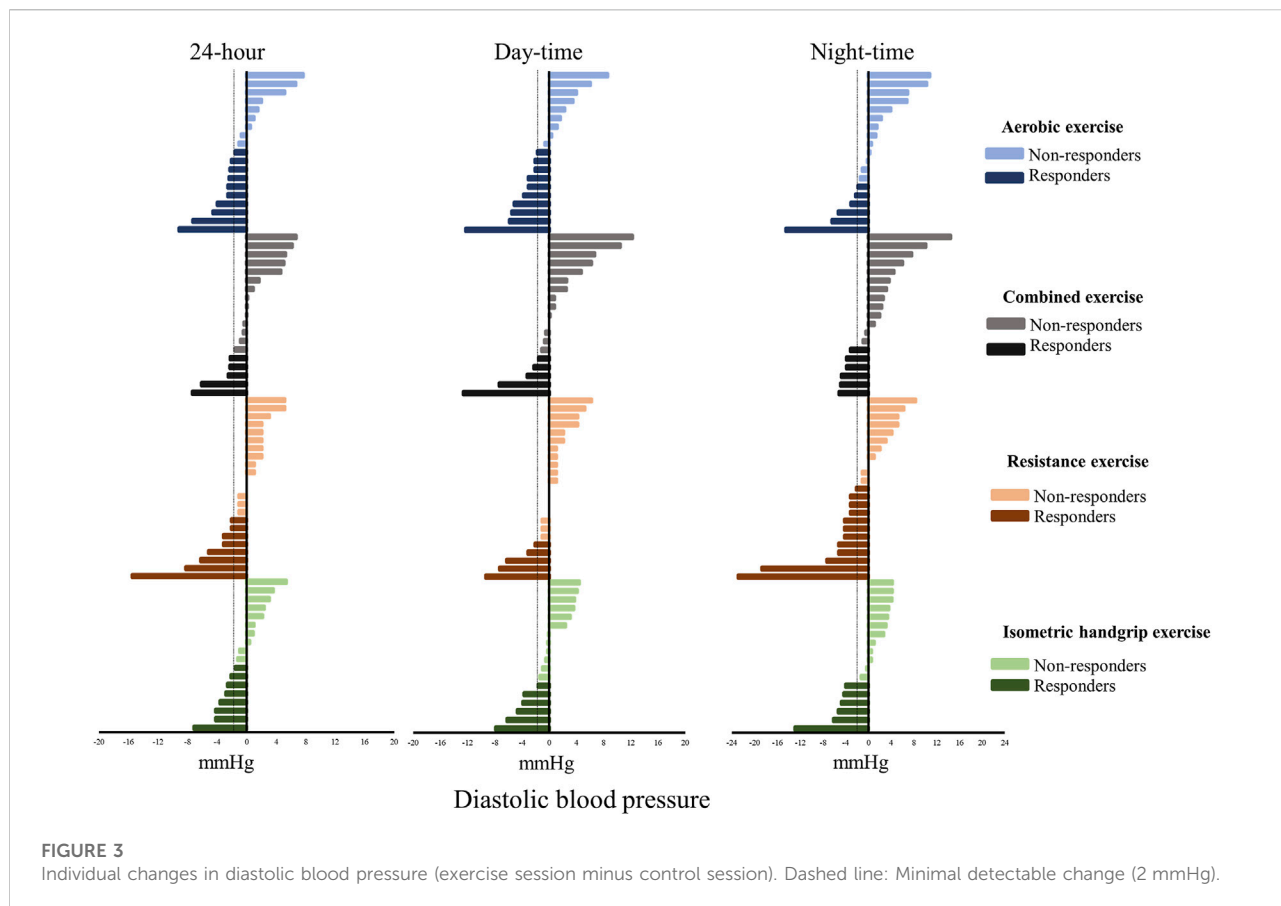 24-hour
Day-time
Night-time
Aerobic exercise
Non-responders
Responders
Combined exercise
Non-responders
Responders
Resistance exercise
Non-responders
Responders
Isometric handgrip exercise
Non-responders
Responders
-20 -16 -12 -8 -4 0 4 8 12 16 20
-20 -16 -12 -8 -4 0 4 8 12 16 20
-24 -20 -16 -12 -8 -4 0 4 8 12 16 20 24
mmHg
mmHg
mmHg
Diastolic blood pressure
FIGURE 3
Individual changes in diastolic blood pressure (exercise session minus control session). Dashed line: Minimal detectable change (2 mmHg).